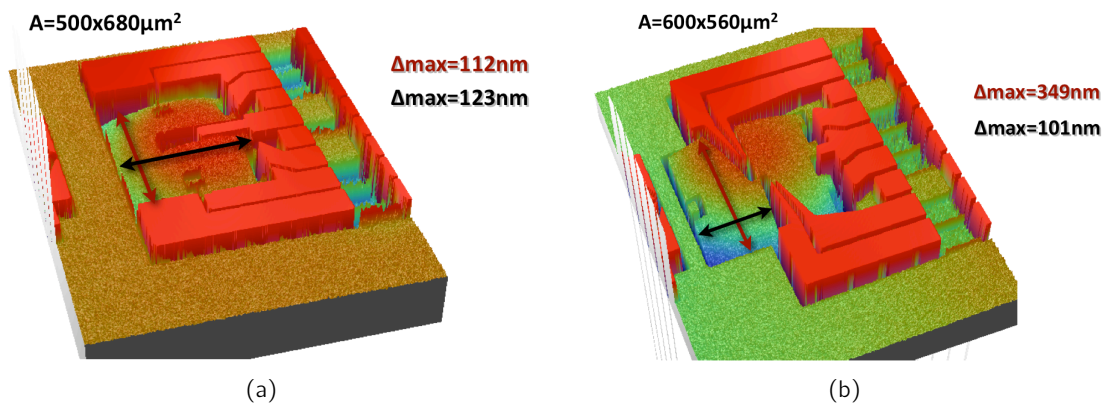 A=500x680µm²
Δmax=112nm
Δmax=123nm
(a)
A=600x560µm²
Δmax=349nm
Δmax=101nm
(b)